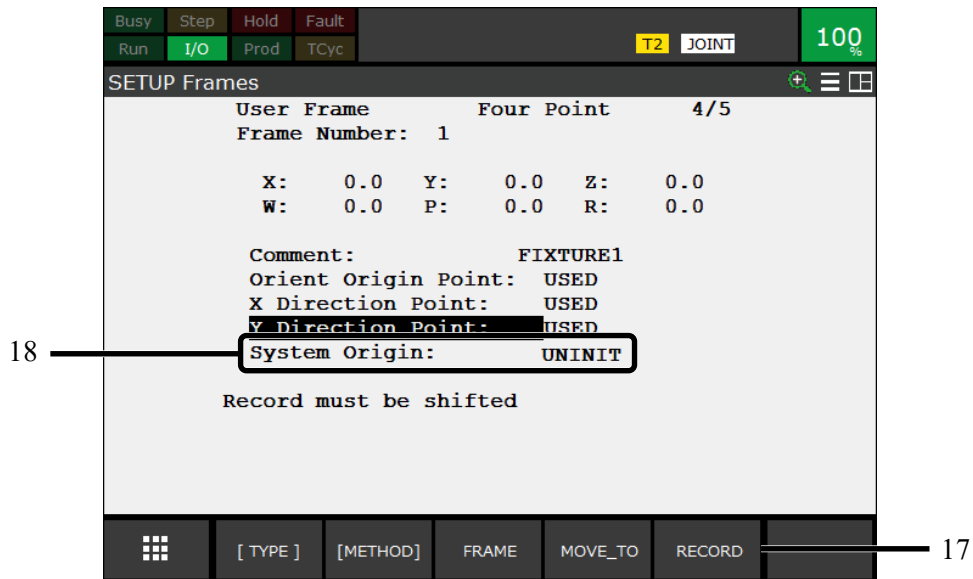 Busy Step Hold Fault
Run I/O Prod TCyc T2 JOINT 100 %
SETUP Frames
User Frame Four Point 4/5
Frame Number: 1
X: 0.0 Y: 0.0 Z: 0.0
W: 0.0 P: 0.0 R: 0.0
Comment: FIXTURE1
Orient Origin Point: USED
X Direction Point: USED
Y Direction Point: USED
18 System Origin: UNINIT
Record must be shifted
[ TYPE ] [METHOD] FRAME MOVE_TO RECORD 17